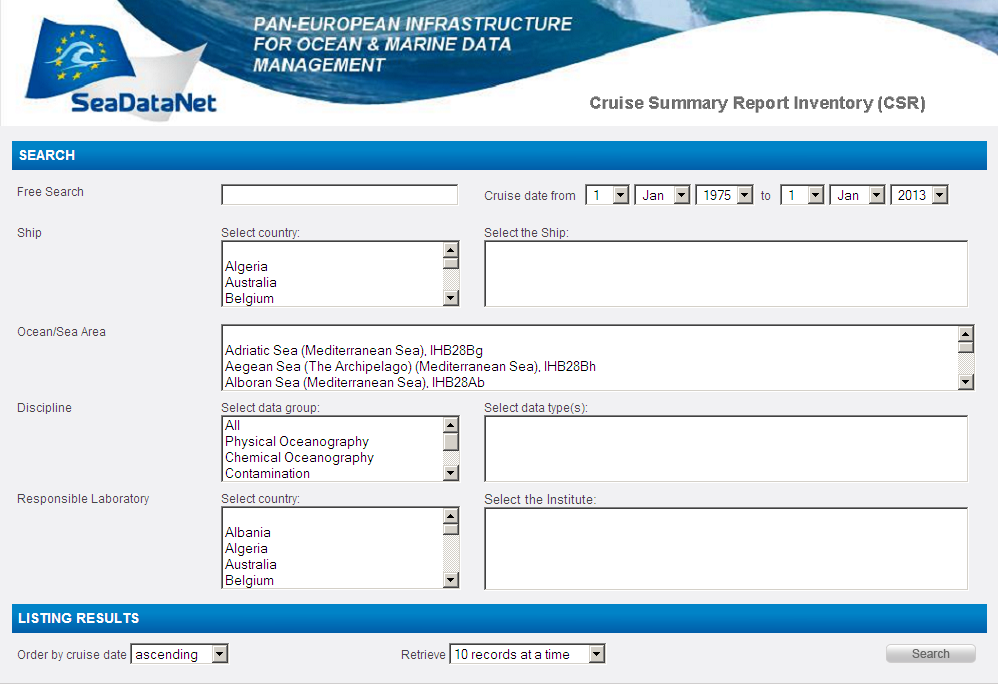 PAN-EUROPEAN INFRASTRUCTURE
FOR OCEAN & MARINE DATA
MANAGEMENT
SeaDataNet
Cruise Summary Report Inventory (CSR)
SEARCH
Free Search
Cruise date from 1 Jan 1975 to 1 Jan 2013
Ship
Select country:
Algeria
Australia
Belgium
Select the Ship:
Ocean/Sea Area
Adriatic Sea (Mediterranean Sea), IHB28Bg
Aegean Sea (The Archipelago) (Mediterranean Sea), IHB28Bh
Alboran Sea (Mediterranean Sea), IHB28Ab
Discipline
Select data group:
All
Physical Oceanography
Chemical Oceanography
Contamination
Select data type(s):
Responsible Laboratory
Select country:
Albania
Algeria
Australia
Belgium
Select the Institute:
LISTING RESULTS
Order by cruise date ascending
Retrieve 10 records at a time
Search